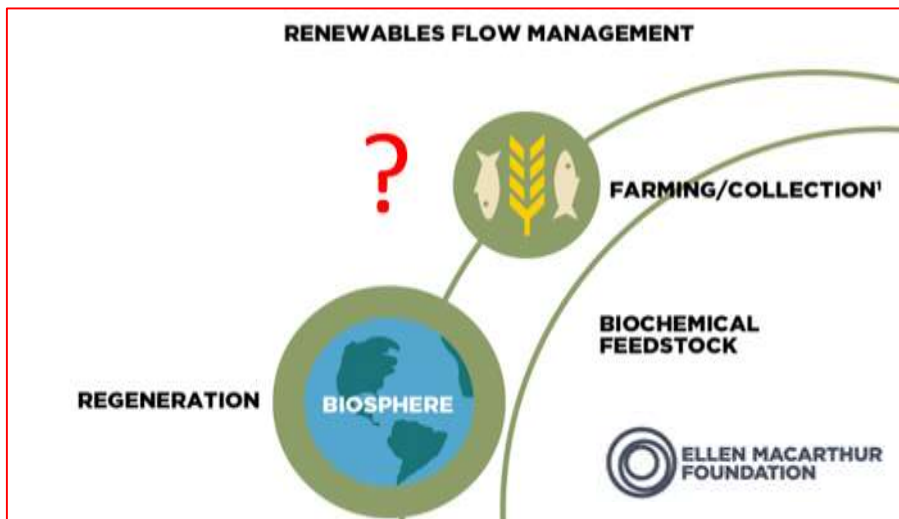 RENEWABLES FLOW MANAGEMENT
?
FARMING/COLLECTION¹
BIOCHEMICAL
FEEDSTOCK
REGENERATION
BIOSPHERE
ELLEN MACARTHUR
FOUNDATION